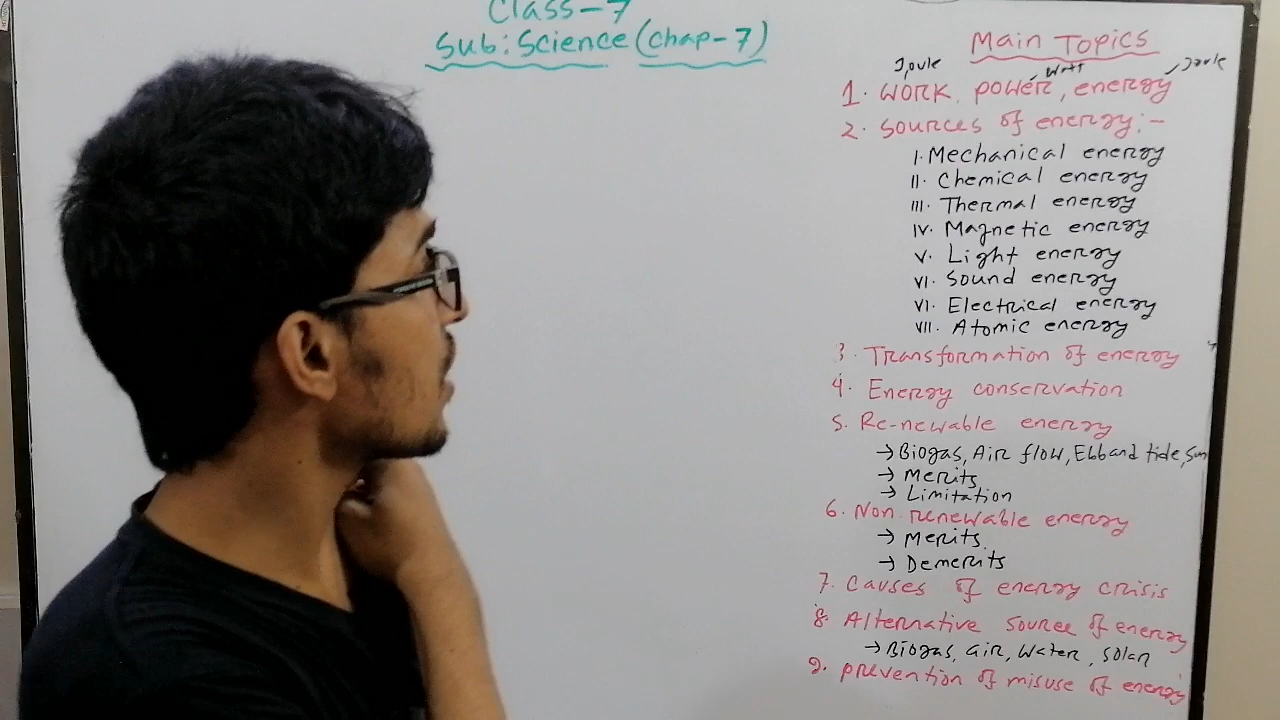 Class-7
Sub: Science (chap-7)
Main Topics
Joule
Watt
Joule
1. WORK, power, energy
2. Sources of energy:-
I. Mechanical energy
II. Chemical energy
III. Thermal energy
IV. Magnetic energy
V. Light energy
VI. Sound energy
VI. Electrical energy
VII. Atomic energy
3. Transformation of energy
4. Energy conservation
5. Re-newable energy
→ Biogas, Air flow, Ebb and tide, sun
→ Merits
→ Limitation
6. Non renewable energy
→ Merits
→ Demerits
7. Causes of energy crisis
8. Alternative source of energy
→ Biogas, air, water, solar
9. prevention of misuse of energy